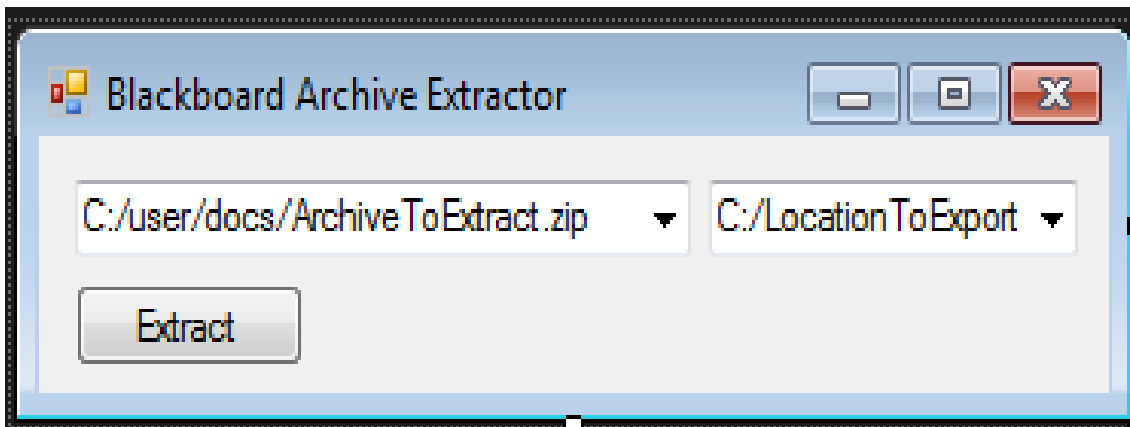 Blackboard Archive Extractor
C:/user/docs/ArchiveToExtract.zip C:/LocationToExport
Extract